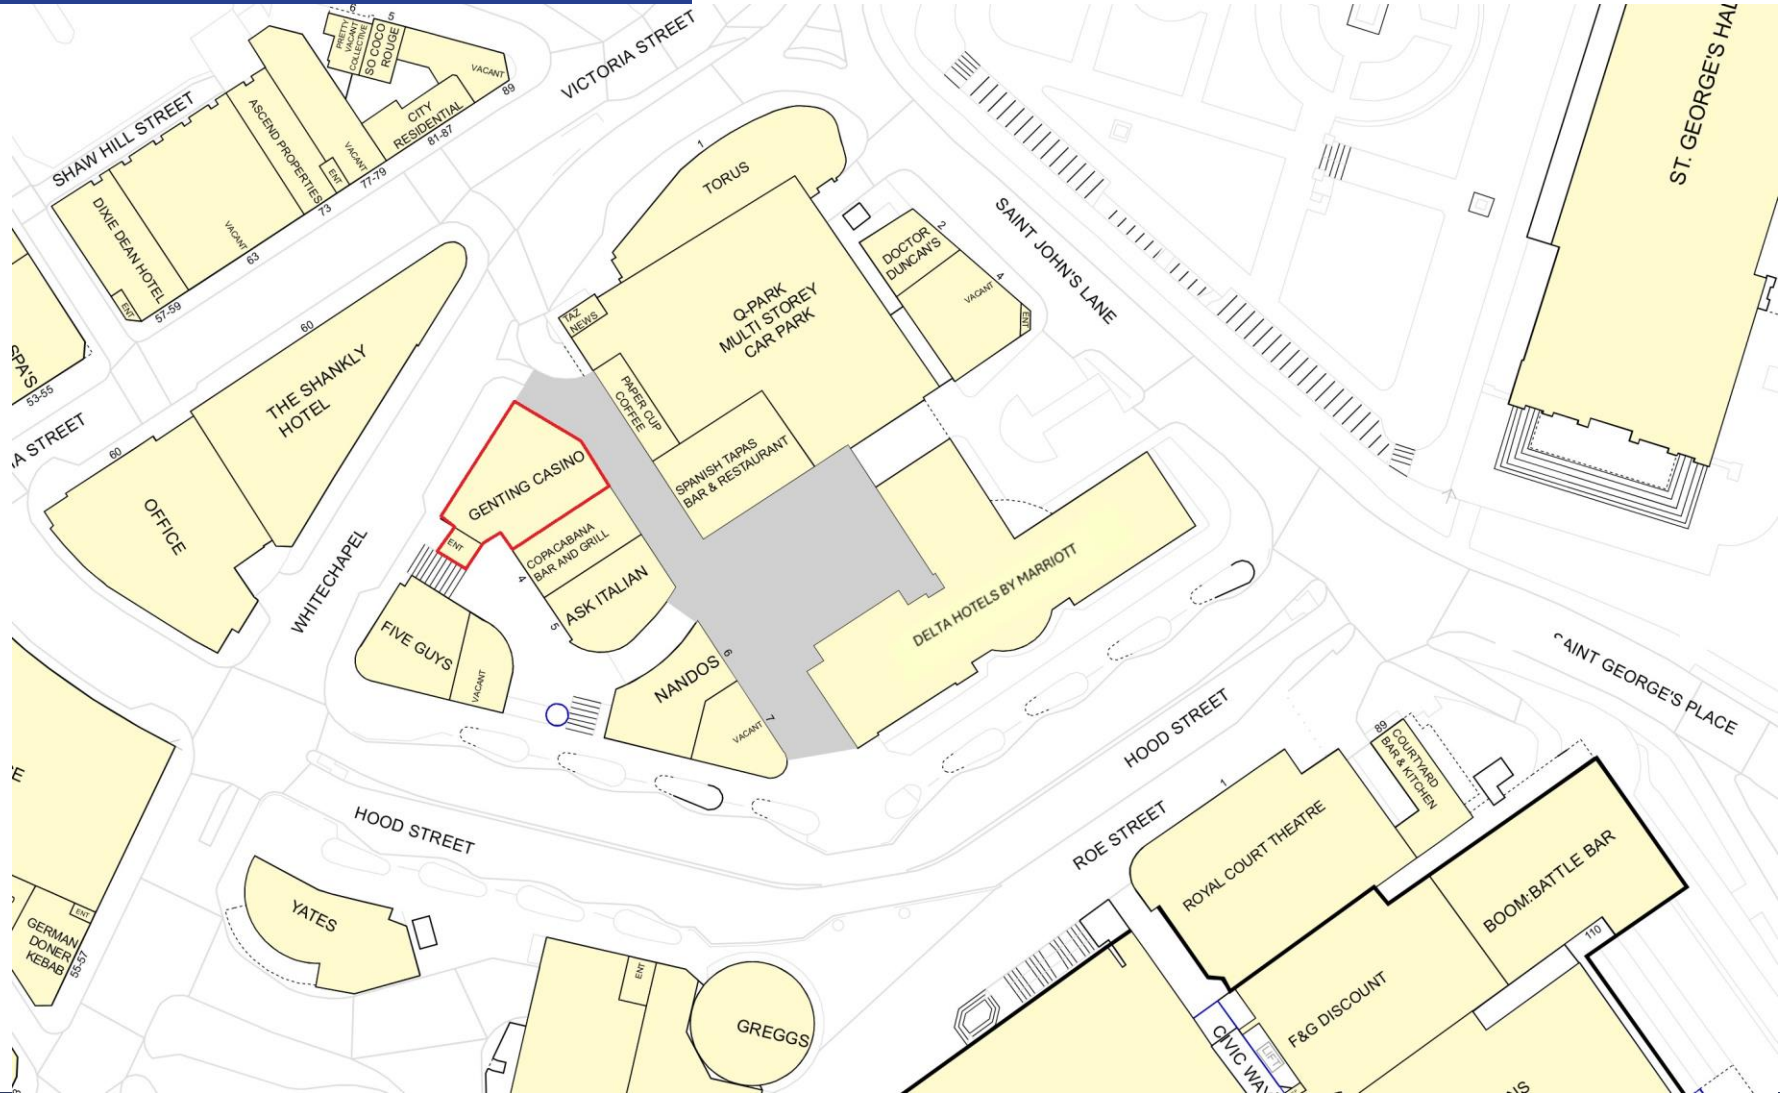 6
5
PRETTY
VACANT
COLLECTIVE
SO COCO
ROUGE
VACANT
89
CITY
RESIDENTIAL
81-87
VICTORIA STREET
SHAW HILL STREET
ASCEND PROPERTIES
VACANT
ENT
77-79
73
DIXIE DEAN HOTEL
VACANT
63
ENT
57-59
53-55
60
THE SHANKLY
HOTEL
60
OFFICE
WHITECHAPEL
1
TORUS
Q-PARK
MULTI STOREY
CAR PARK
TAZ
NEWS
PAPER CUP
COFFEE
SPANISH TAPAS
BAR & RESTAURANT
2
DOCTOR
DUNCAN'S
4
VACANT
ENT
SAINT JOHN'S LANE
ST. GEORGE'S HAL
GENTING CASINO
ENT
COPACABANA
BAR AND GRILL
4
ASK ITALIAN
5
FIVE GUYS
VACANT
NANDOS
6
VACANT
7
DELTA HOTELS BY MARRIOTT
AINT GEORGE'S PLACE
HOOD STREET
HOOD STREET
ROE STREET
1
ROYAL COURT THEATRE
89
COURTYARD
BAR & KITCHEN
BOOM:BATTLE BAR
110
F&G DISCOUNT
CIVIC WAY
LIFT
YATES
ENT
GERMAN
DONER
KEBAB
55-57
ENT
GREGGS